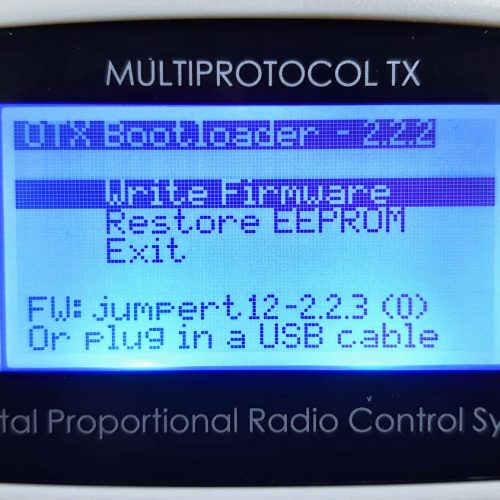 MULTIPROTOCOL TX
OTX Bootloader - 2.2.2
Write Firmware
Restore EEPROM
Exit
FW: jumpert12-2.2.3 (0)
Or plug in a USB cable
tal Proportional Radio Control Sy